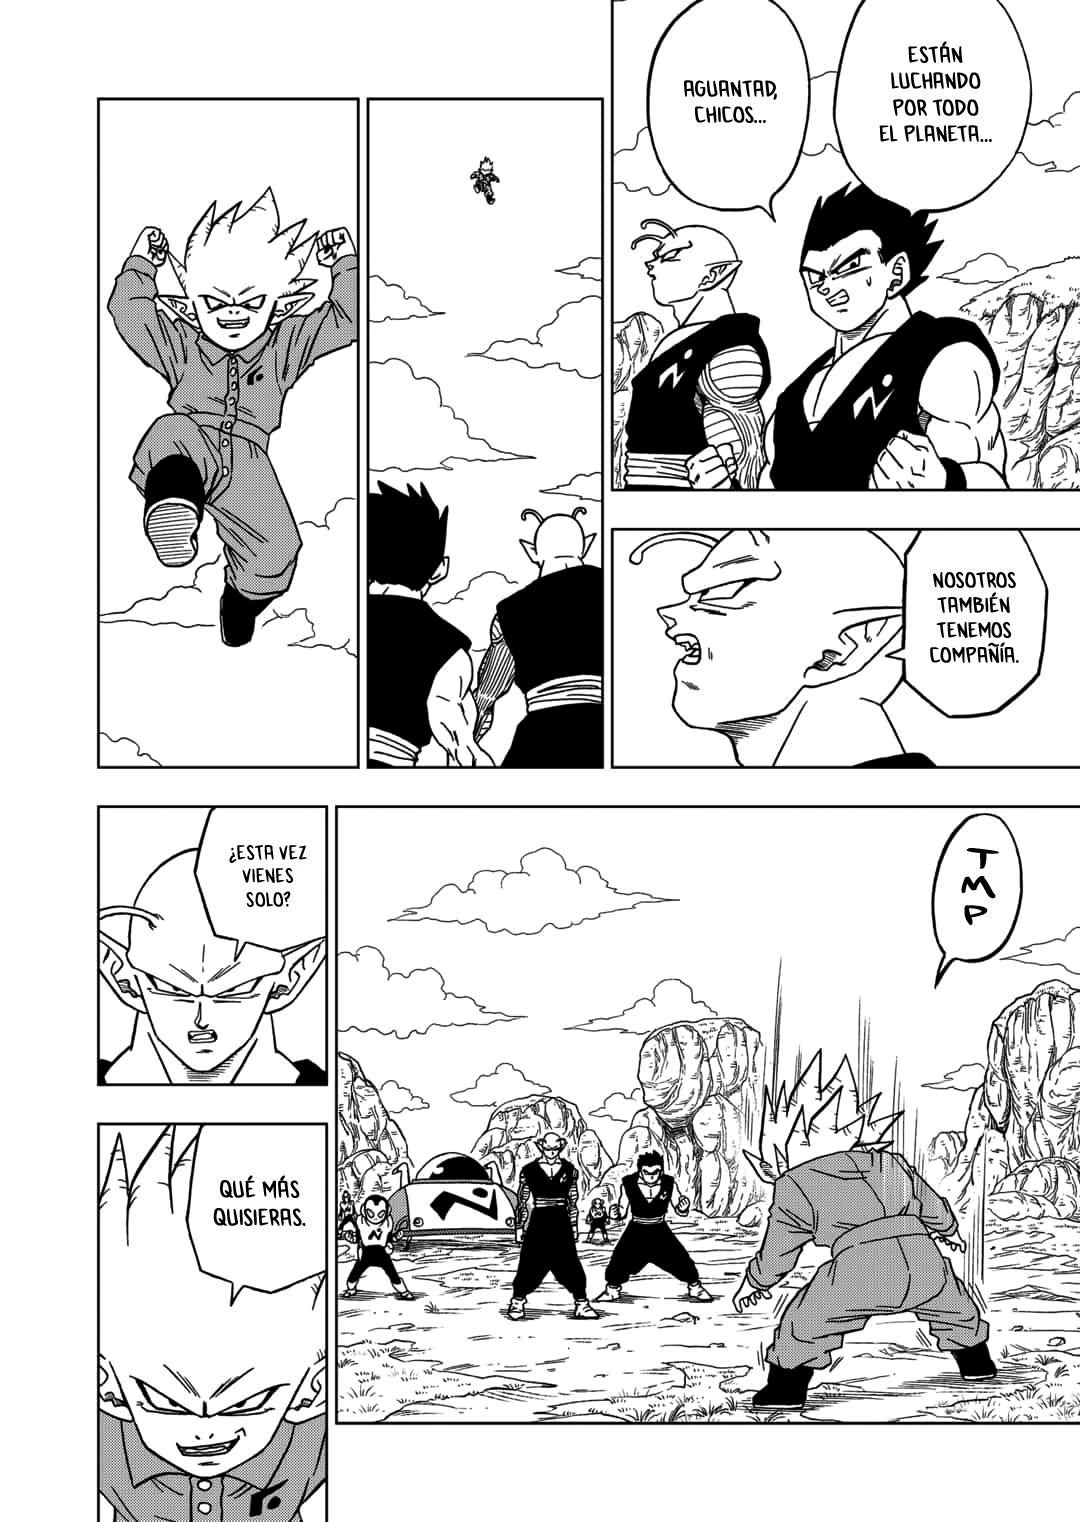 ESTÁN
LUCHANDO
POR TODO
EL PLANETA...
AGUANTAD,
CHICOS...
NOSOTROS
TAMBIÉN
TENEMOS
COMPAÑÍA.
TMP
¿ESTA VEZ
VIENES
SOLO?
QUÉ MÁS
QUISIERAS.